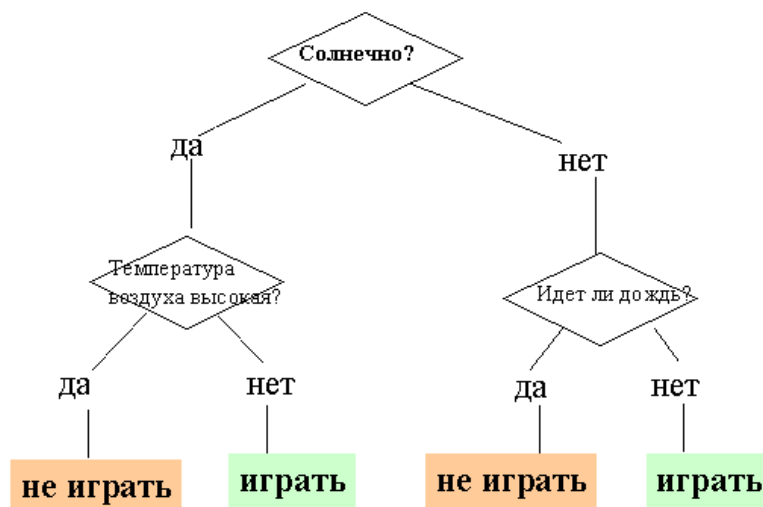 Солнечно?
да
нет
Температура
воздуха высокая?
Идет ли дождь?
да
нет
да
нет
не играть
играть
не играть
играть